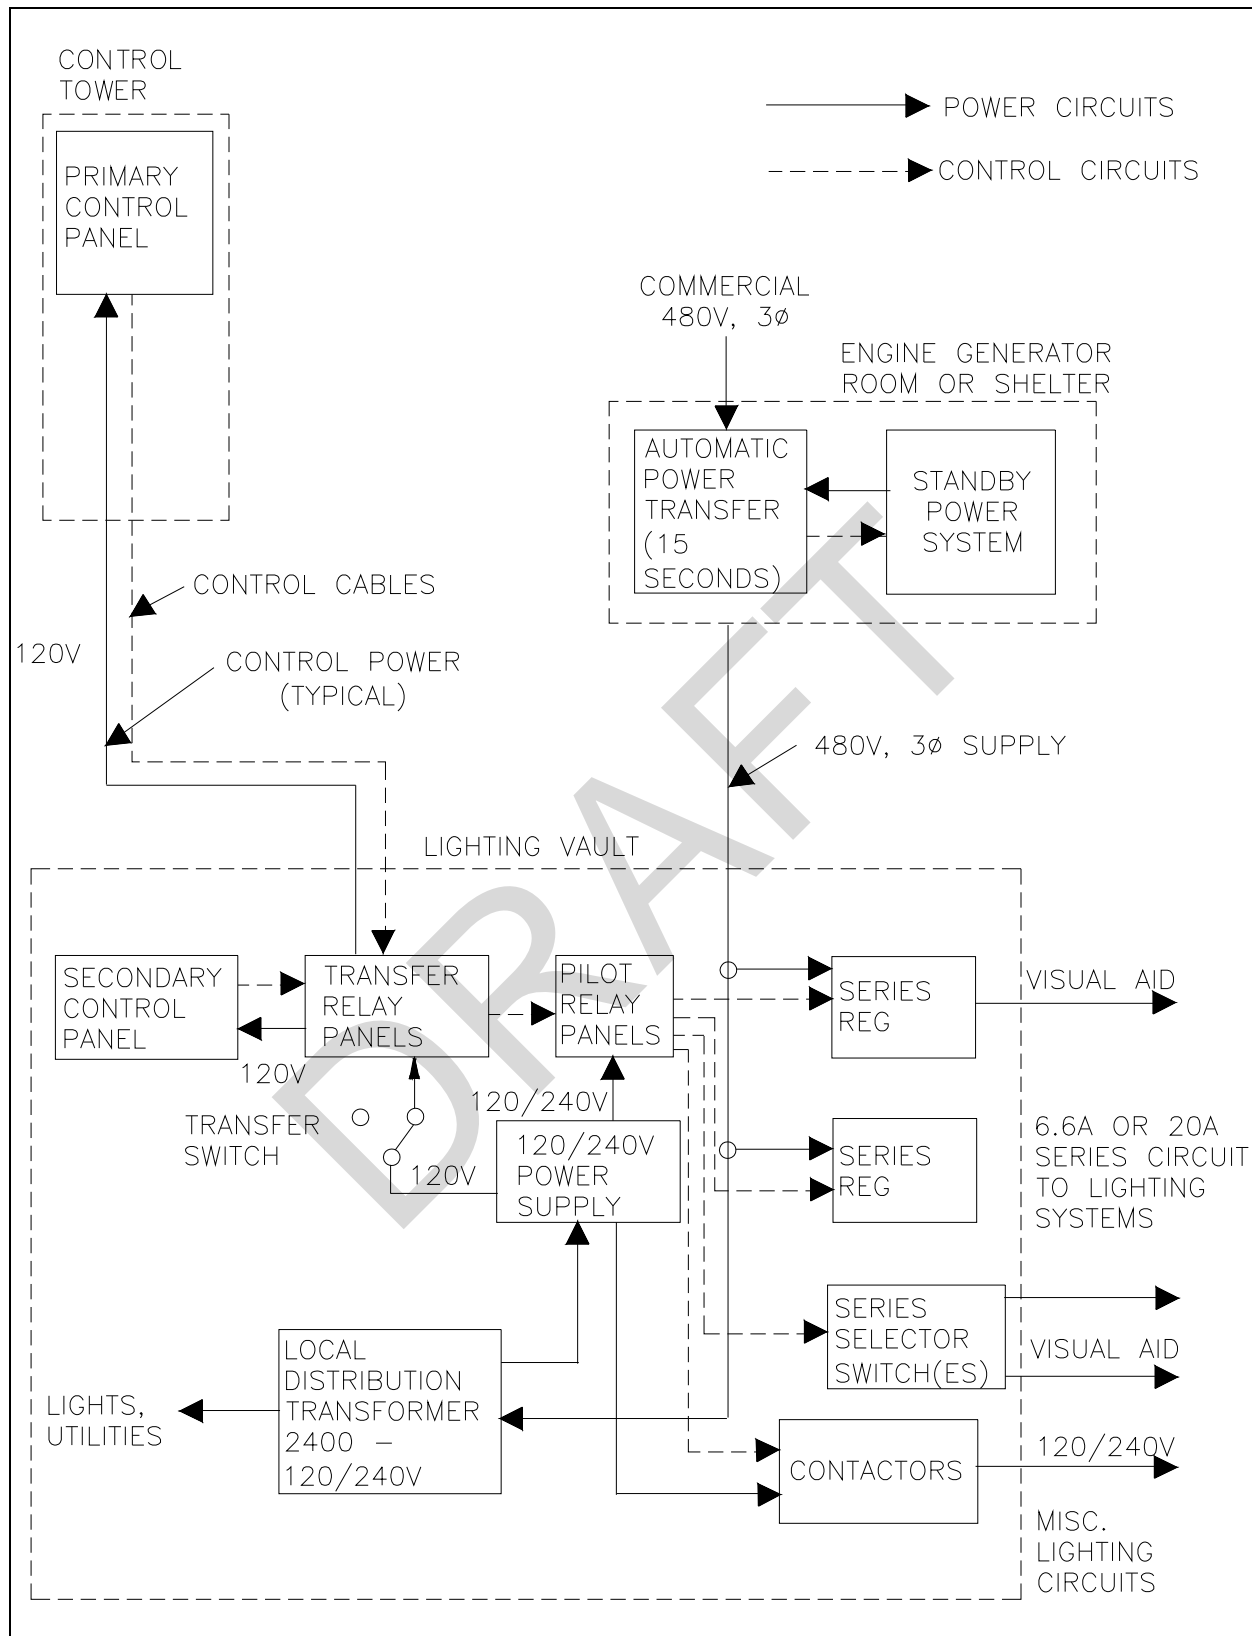 CONTROL
TOWER
POWER CIRCUITS
CONTROL CIRCUITS
PRIMARY
CONTROL
PANEL
COMMERCIAL
480V, 3ø
ENGINE GENERATOR
ROOM OR SHELTER
AUTOMATIC
POWER
TRANSFER
(15
SECONDS)
STANDBY
POWER
SYSTEM
CONTROL CABLES
120V
CONTROL POWER
(TYPICAL)
480V, 3ø SUPPLY
LIGHTING VAULT
SECONDARY
CONTROL
PANEL
TRANSFER
RELAY
PANELS
PILOT
RELAY
PANELS
SERIES
REG
VISUAL AID
120V
120/240V
TRANSFER
SWITCH
120V
120/240V
POWER
SUPPLY
SERIES
REG
6.6A OR 20A
SERIES CIRCUIT
TO LIGHTING
SYSTEMS
SERIES
SELECTOR
SWITCH(ES)
VISUAL AID
LOCAL
DISTRIBUTION
TRANSFORMER
2400 –
120/240V
LIGHTS,
UTILITIES
CONTACTORS
120/240V
MISC.
LIGHTING
CIRCUITS
DRAFT